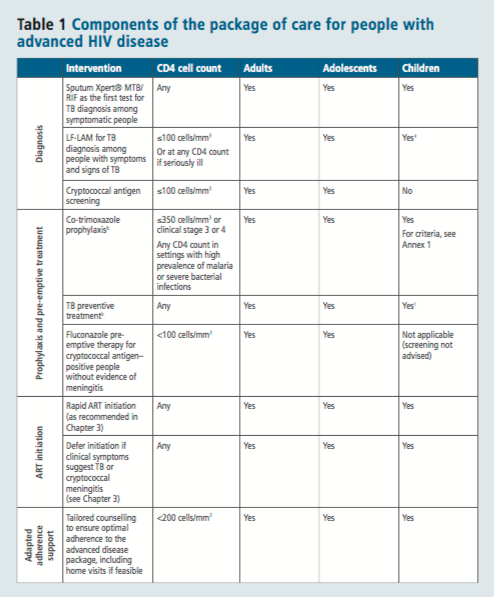 Table 1 Components of the package of care for people with
advanced HIV disease
Intervention CD4 cell count Adults Adolescents Children
Diagnosis
Sputum Xpert® MTB/ Any Yes Yes Yes
RIF as the first test for
TB diagnosis among
symptomatic people
LF-LAM for TB ≤100 cells/mm³ Yes Yes Yesᵃ
diagnosis among Or at any CD4 count
people with symptoms if seriously ill
and signs of TB
Cryptococcal antigen ≤100 cells/mm³ Yes Yes No
screening
Prophylaxis and pre-emptive treatment
Co-trimoxazole ≤350 cells/mm³ or Yes Yes Yes
prophylaxisᵇ clinical stage 3 or 4 For criteria, see
Any CD4 count in Annex 1
settings with high
prevalence of malaria
or severe bacterial
infections
TB preventive Any Yes Yes Yesᶜ
treatmentᵇ
Fluconazole pre- <100 cells/mm³ Yes Yes Not applicable
emptive therapy for (screening not
cryptococcal antigen– advised)
positive people
without evidence of
meningitis
ART initiation
Rapid ART initiation Any Yes Yes Yes
(as recommended in
Chapter 3)
Defer initiation if Any Yes Yes Yes
clinical symptoms
suggest TB or
cryptococcal
meningitis
(see Chapter 3)
Adapted
adherence
support
Tailored counselling <200 cells/mm³ Yes Yes Yes
to ensure optimal
adherence to the
advanced disease
package, including
home visits if feasible